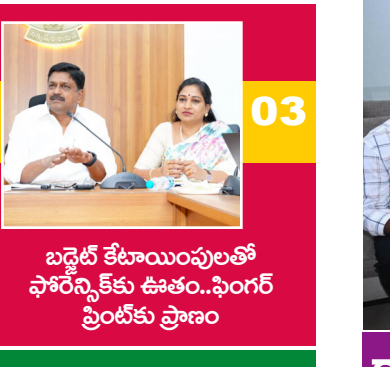 03
బడ్జెట్ కేటాయింపులతో
ఫోరెన్సిక్‌కు ఊతం..ఫింగర్
ప్రింట్‌కు ప్రాణం